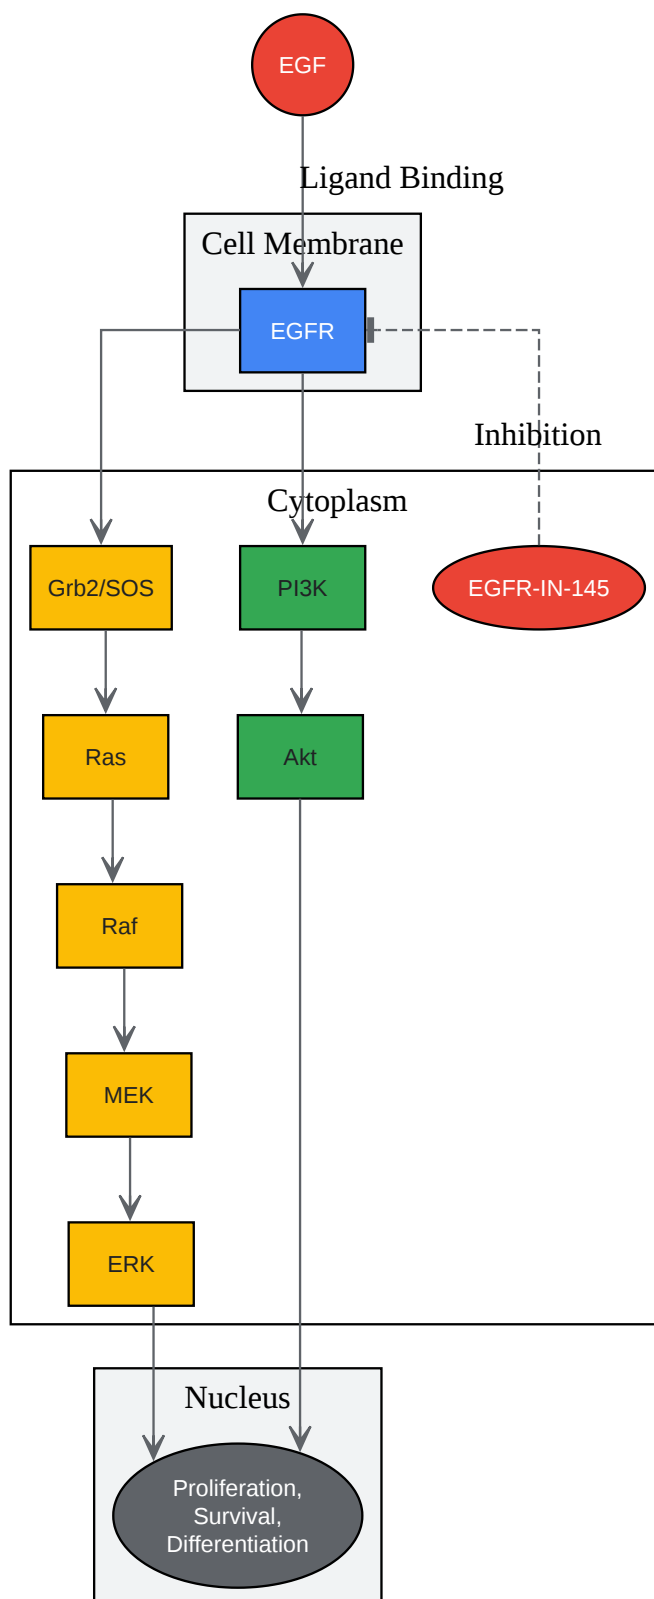 EGF
Ligand Binding
Cell Membrane
EGFR
Inhibition
Cytoplasm
Grb2/SOS
PI3K
EGFR-IN-145
Ras
Akt
Raf
MEK
ERK
Nucleus
Proliferation,
Survival,
Differentiation